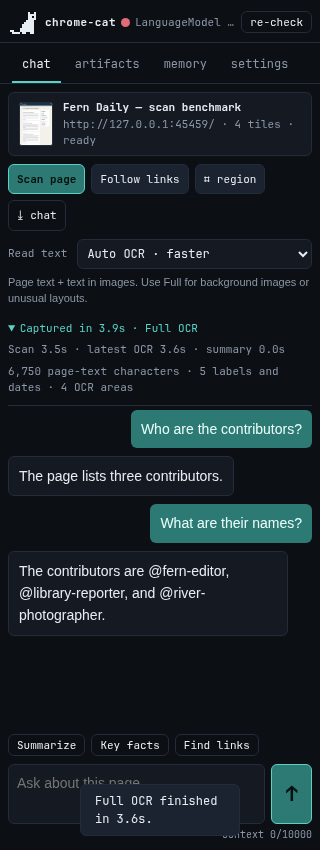 chrome-cat LanguageModel … re-check
chat artifacts memory settings
Fern Daily — scan benchmark
http://127.0.0.1:45459/ · 4 tiles ·
ready
Scan page Follow links ⌗ region
⤓ chat
Read text Auto OCR · faster
Page text + text in images. Use Full for background images or
unusual layouts.
▼ Captured in 3.9s · Full OCR
Scan 3.5s · latest OCR 3.6s · summary 0.0s
6,750 page-text characters · 5 labels and
dates · 4 OCR areas
Who are the contributors?
The page lists three contributors.
What are their names?
The contributors are @fern-editor,
@library-reporter, and @river-
photographer.
Summarize Key facts Find links
Ask about this page
↑
Full OCR finished
in 3.6s.
context 0/10000